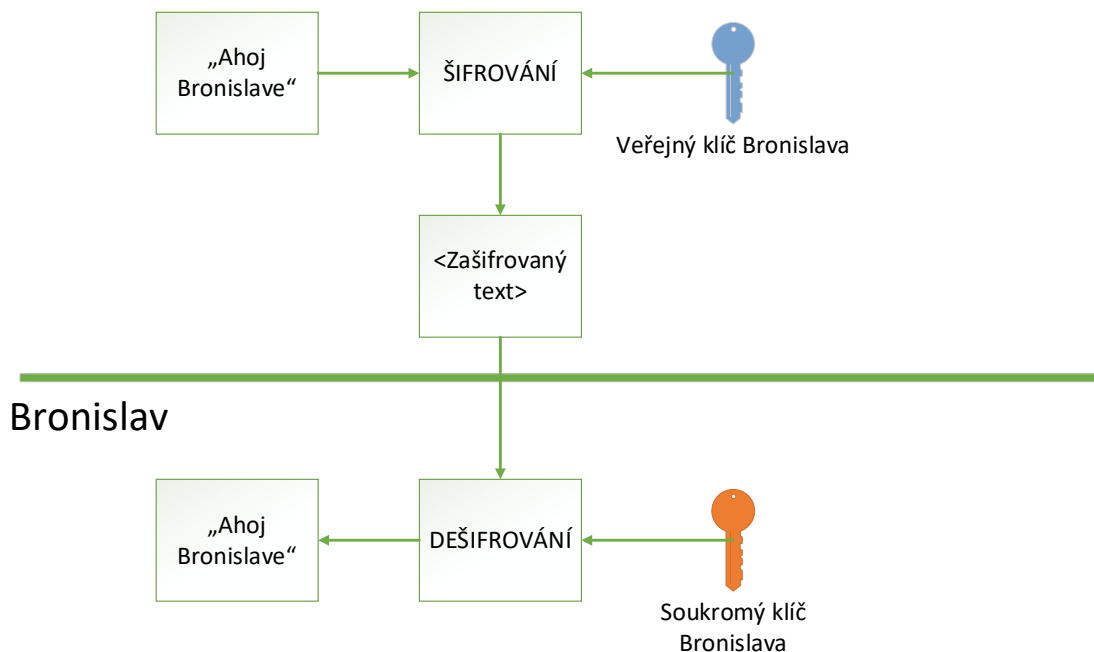 „Ahoj
Bronislave“
ŠIFROVÁNÍ
Veřejný klíč Bronislava
<Zašifrovaný
text>
Bronislav
„Ahoj
Bronislave“
DEŠIFROVÁNÍ
Soukromý klíč
Bronislava